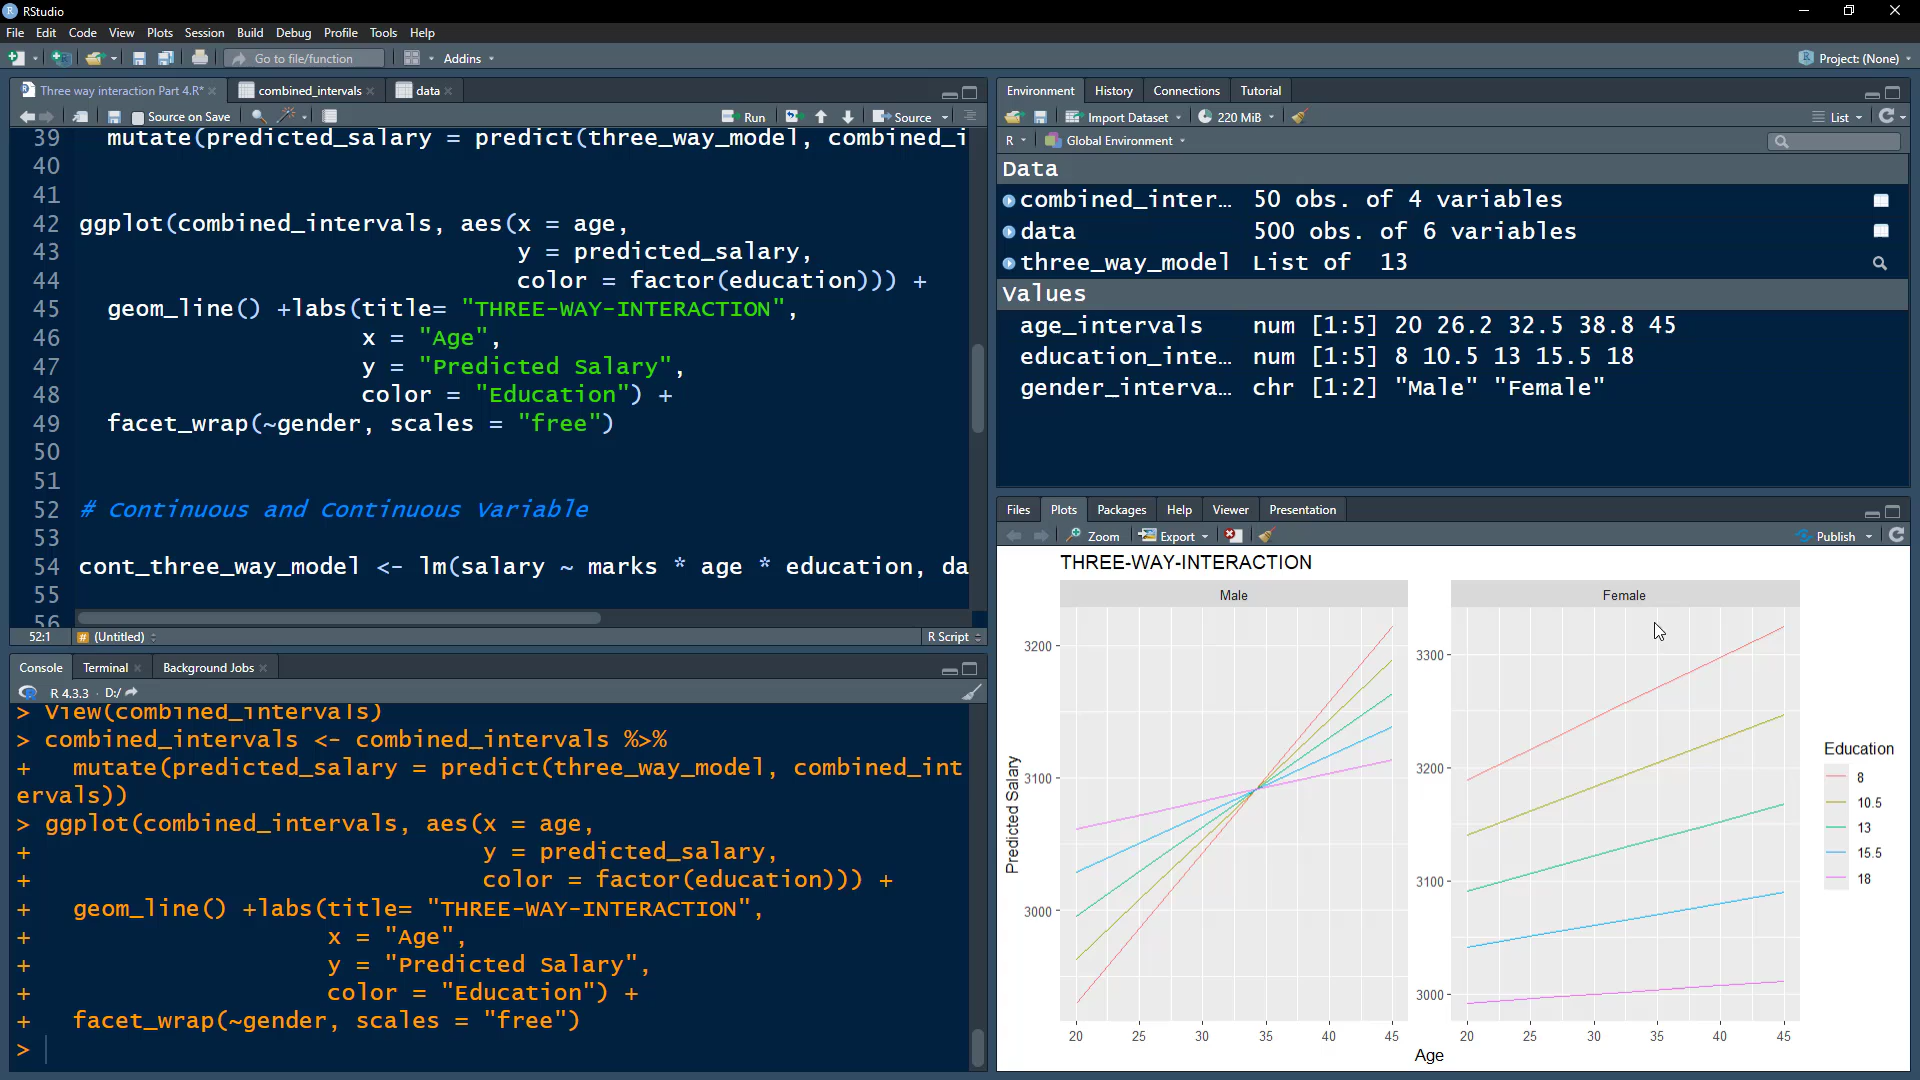 RStudio
File Edit Code View Plots Session Build Debug Profile Tools Help
Go to file/function Addins Project: (None)
Three way interaction Part 4.R* combined_intervals data
Source on Save Run Source
39 mutate(predicted_salary = predict(three_way_model, combined_i
40
41
42 ggplot(combined_intervals, aes(x = age,
43 y = predicted_salary,
44 color = factor(education))) +
45 geom_line() +labs(title= "THREE-WAY-INTERACTION",
46 x = "Age",
47 y = "Predicted Salary",
48 color = "Education") +
49 facet_wrap(~gender, scales = "free")
50
51
52 # Continuous and Continuous Variable
53
54 cont_three_way_model <- lm(salary ~ marks * age * education, da
55
56
52:1 # (Untitled) R Script
Console Terminal Background Jobs
R 4.3.3 · D:/
> View(combined_intervals)
> combined_intervals <- combined_intervals %>%
+ mutate(predicted_salary = predict(three_way_model, combined_int
ervals))
> ggplot(combined_intervals, aes(x = age,
+ y = predicted_salary,
+ color = factor(education))) +
+ geom_line() +labs(title= "THREE-WAY-INTERACTION",
+ x = "Age",
+ y = "Predicted Salary",
+ color = "Education") +
+ facet_wrap(~gender, scales = "free")
>
Environment History Connections Tutorial
Import Dataset 220 MiB List
R Global Environment
Data
combined_inter… 50 obs. of 4 variables
data 500 obs. of 6 variables
three_way_model List of 13
Values
age_intervals num [1:5] 20 26.2 32.5 38.8 45
education_inte… num [1:5] 8 10.5 13 15.5 18
gender_interva… chr [1:2] "Male" "Female"
Files Plots Packages Help Viewer Presentation
Zoom Export Publish
THREE-WAY-INTERACTION
Male Female
3200
3100
3000
3300
3200
3100
3000
Predicted Salary
20 25 30 35 40 45 20 25 30 35 40 45
Age
Education
8
10.5
13
15.5
18